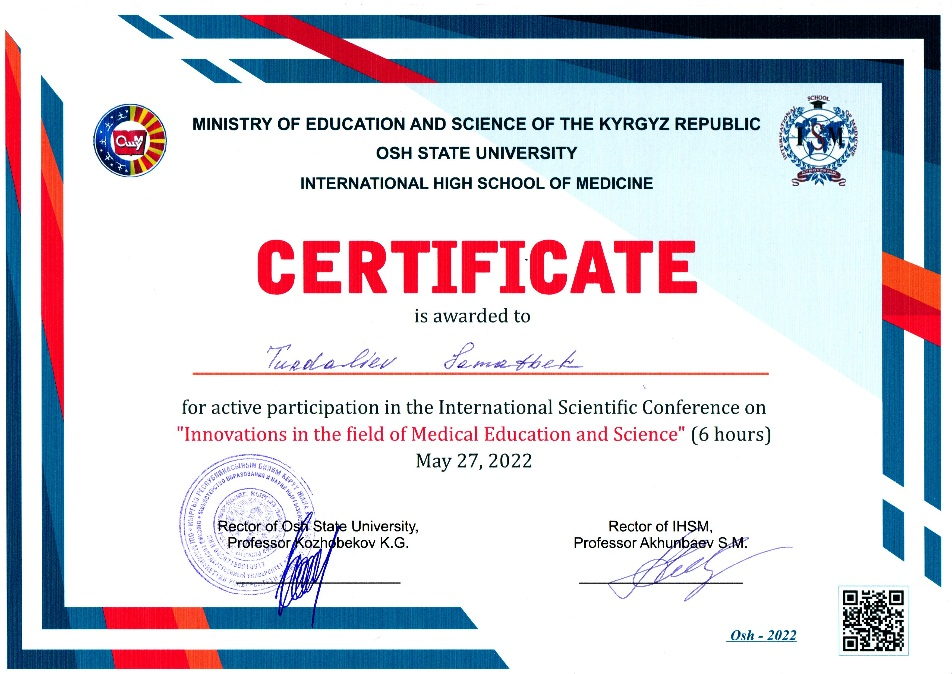 MINISTRY OF EDUCATION AND SCIENCE OF THE KYRGYZ REPUBLIC
OSH STATE UNIVERSITY
INTERNATIONAL HIGH SCHOOL OF MEDICINE
ОшМУ
SCHOOL
ISM
CERTIFICATE
is awarded to
Turdaliev Samatbek
for active participation in the International Scientific Conference on
"Innovations in the field of Medical Education and Science" (6 hours)
May 27, 2022
Rector of Osh State University,
Professor Kozhobekov K.G.
Rector of IHSM,
Professor Akhunbaev S.M.
Osh - 2022